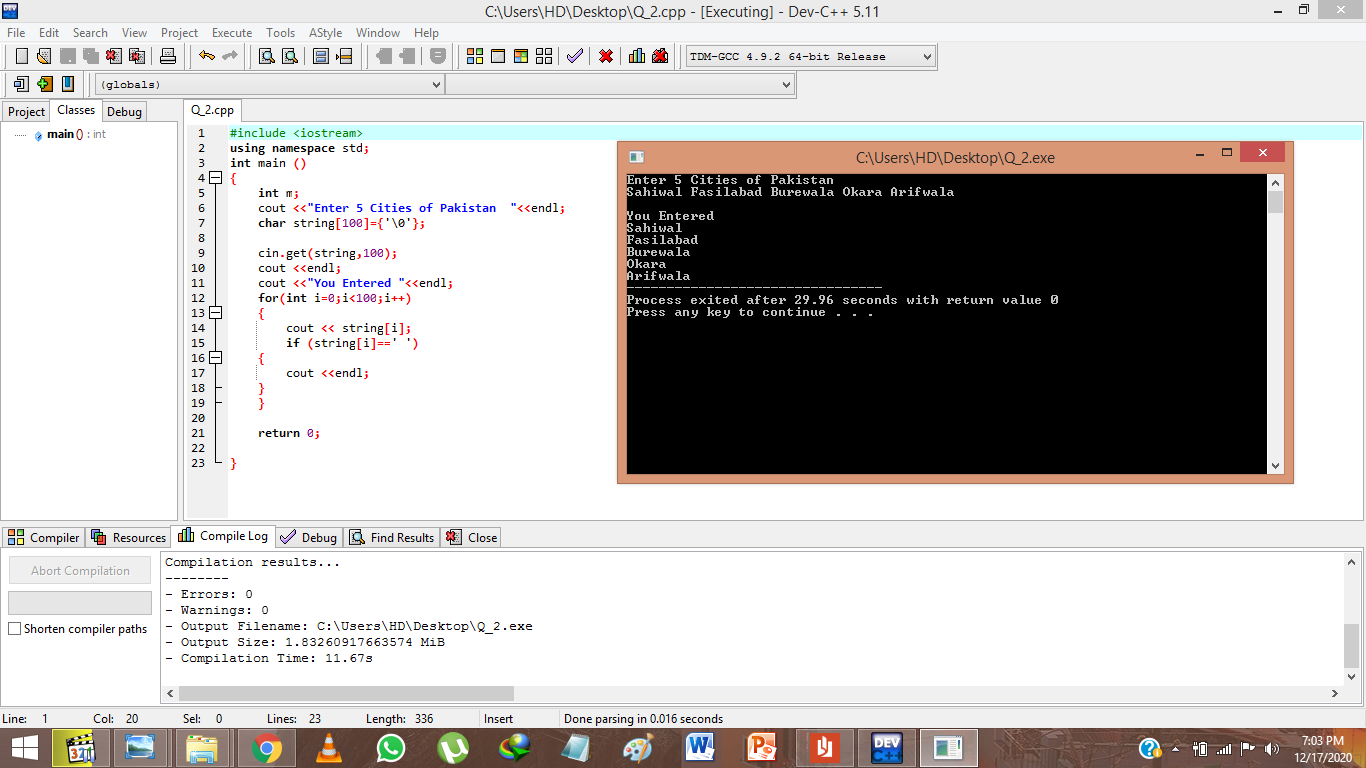 C:\Users\HD\Desktop\Q_2.cpp - [Executing] - Dev-C++ 5.11
File Edit Search View Project Execute Tools AStyle Window Help
TDM-GCC 4.9.2 64-bit Release
(globals)
Project Classes Debug
Q_2.cpp
main () : int
1 #include <iostream>
2 using namespace std;
3 int main ()
4 {
5 int m;
6 cout <<"Enter 5 Cities of Pakistan  "<<endl;
7 char string[100]={'\0'};
8
9 cin.get(string,100);
10 cout <<endl;
11 cout <<"You Entered "<<endl;
12 for(int i=0;i<100;i++)
13 {
14 cout << string[i];
15 if (string[i]==' ')
16 {
17 cout <<endl;
18 }
19 }
20
21 return 0;
22
23 }
C:\Users\HD\Desktop\Q_2.exe
Enter 5 Cities of Pakistan
Sahiwal Fasilabad Burewala Okara Arifwala
You Entered
Sahiwal
Fasilabad
Burewala
Okara
Arifwala
--------------------------------
Process exited after 29.96 seconds with return value 0
Press any key to continue . . .
Compiler Resources Compile Log Debug Find Results Close
Abort Compilation
Shorten compiler paths
Compilation results...
--------
- Errors: 0
- Warnings: 0
- Output Filename: C:\Users\HD\Desktop\Q_2.exe
- Output Size: 1.83260917663574 MiB
- Compilation Time: 11.67s
Line: 1 Col: 20 Sel: 0 Lines: 23 Length: 336 Insert Done parsing in 0.016 seconds
321
DEV
C++
7:03 PM
12/17/2020